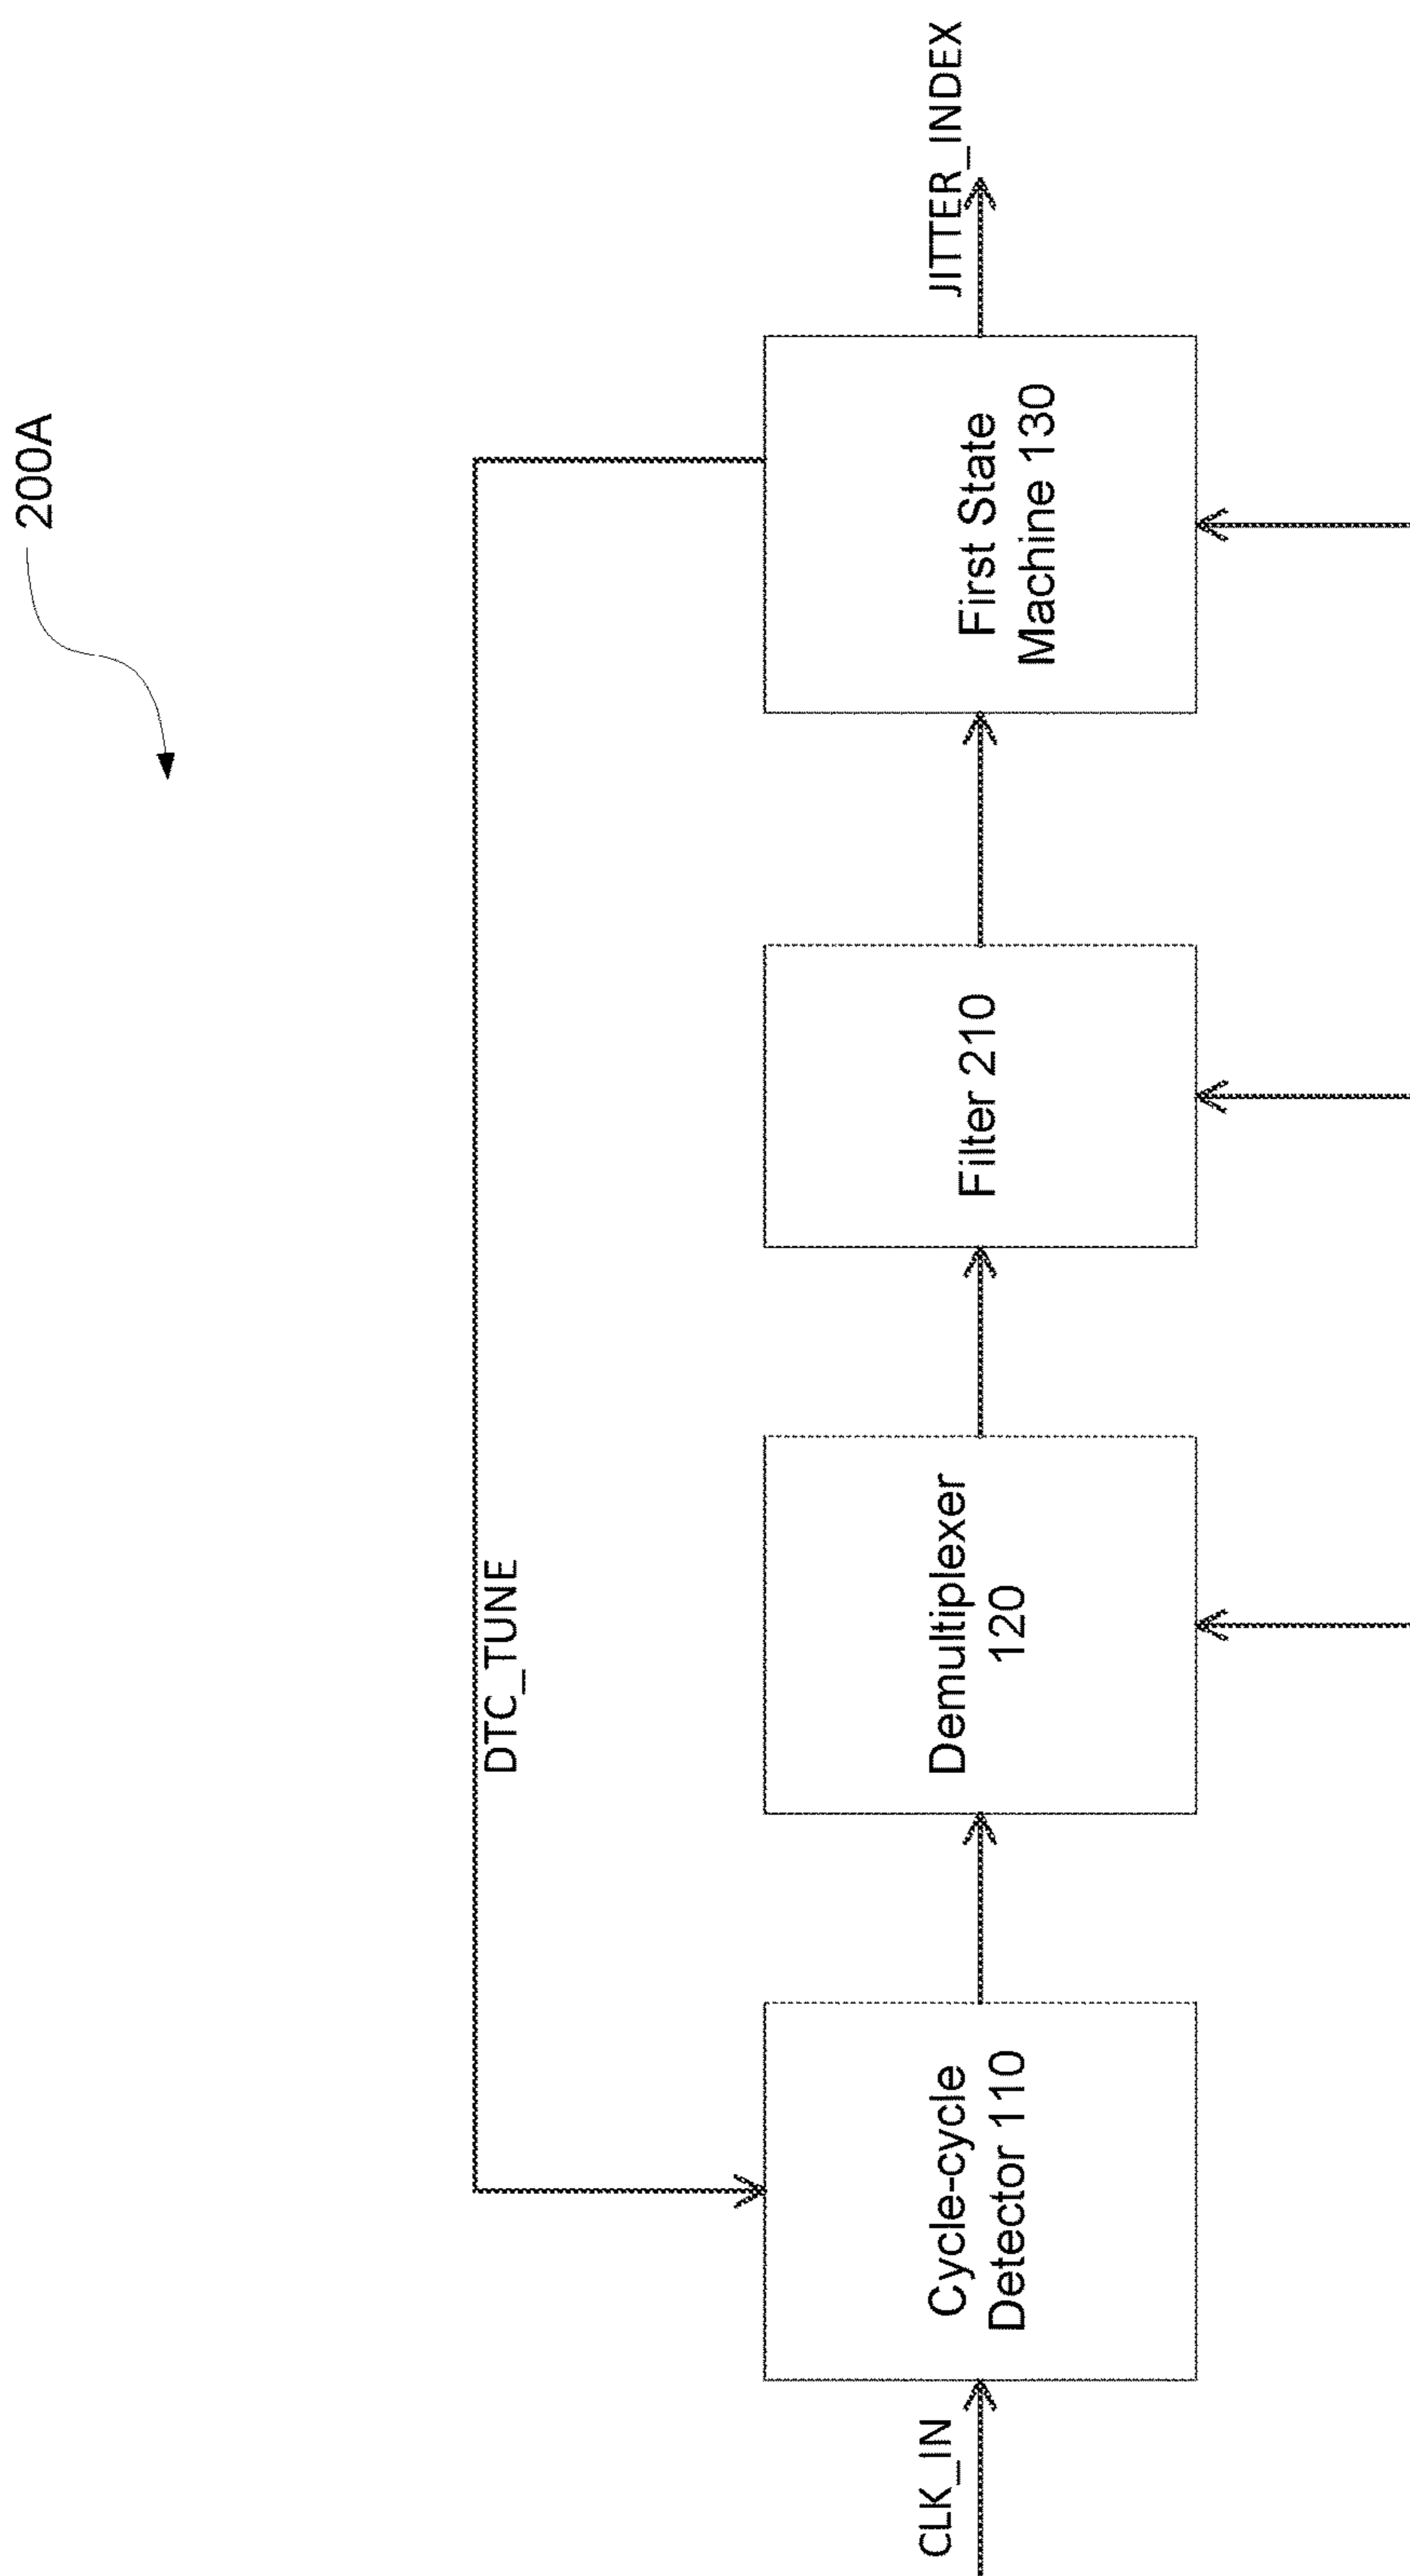 200A
DTC_TUNE
CLK_IN
Cycle-cycle
Detector 110
Demultiplexer
120
Filter 210
First State
Machine 130
JITTER_INDEX